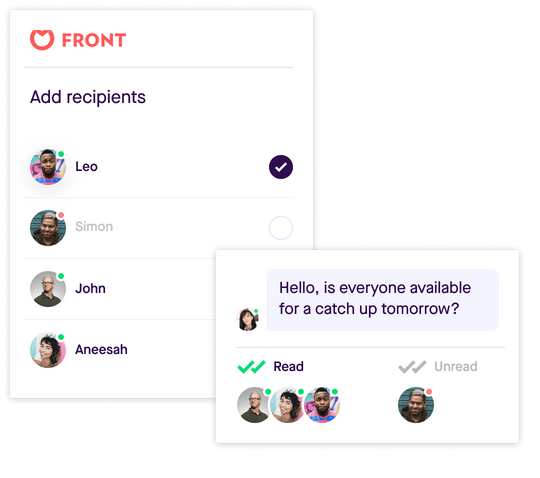 FRONT
Add recipients
Leo
Simon
John
Aneesah
Hello, is everyone available
for a catch up tomorrow?
Read
Unread